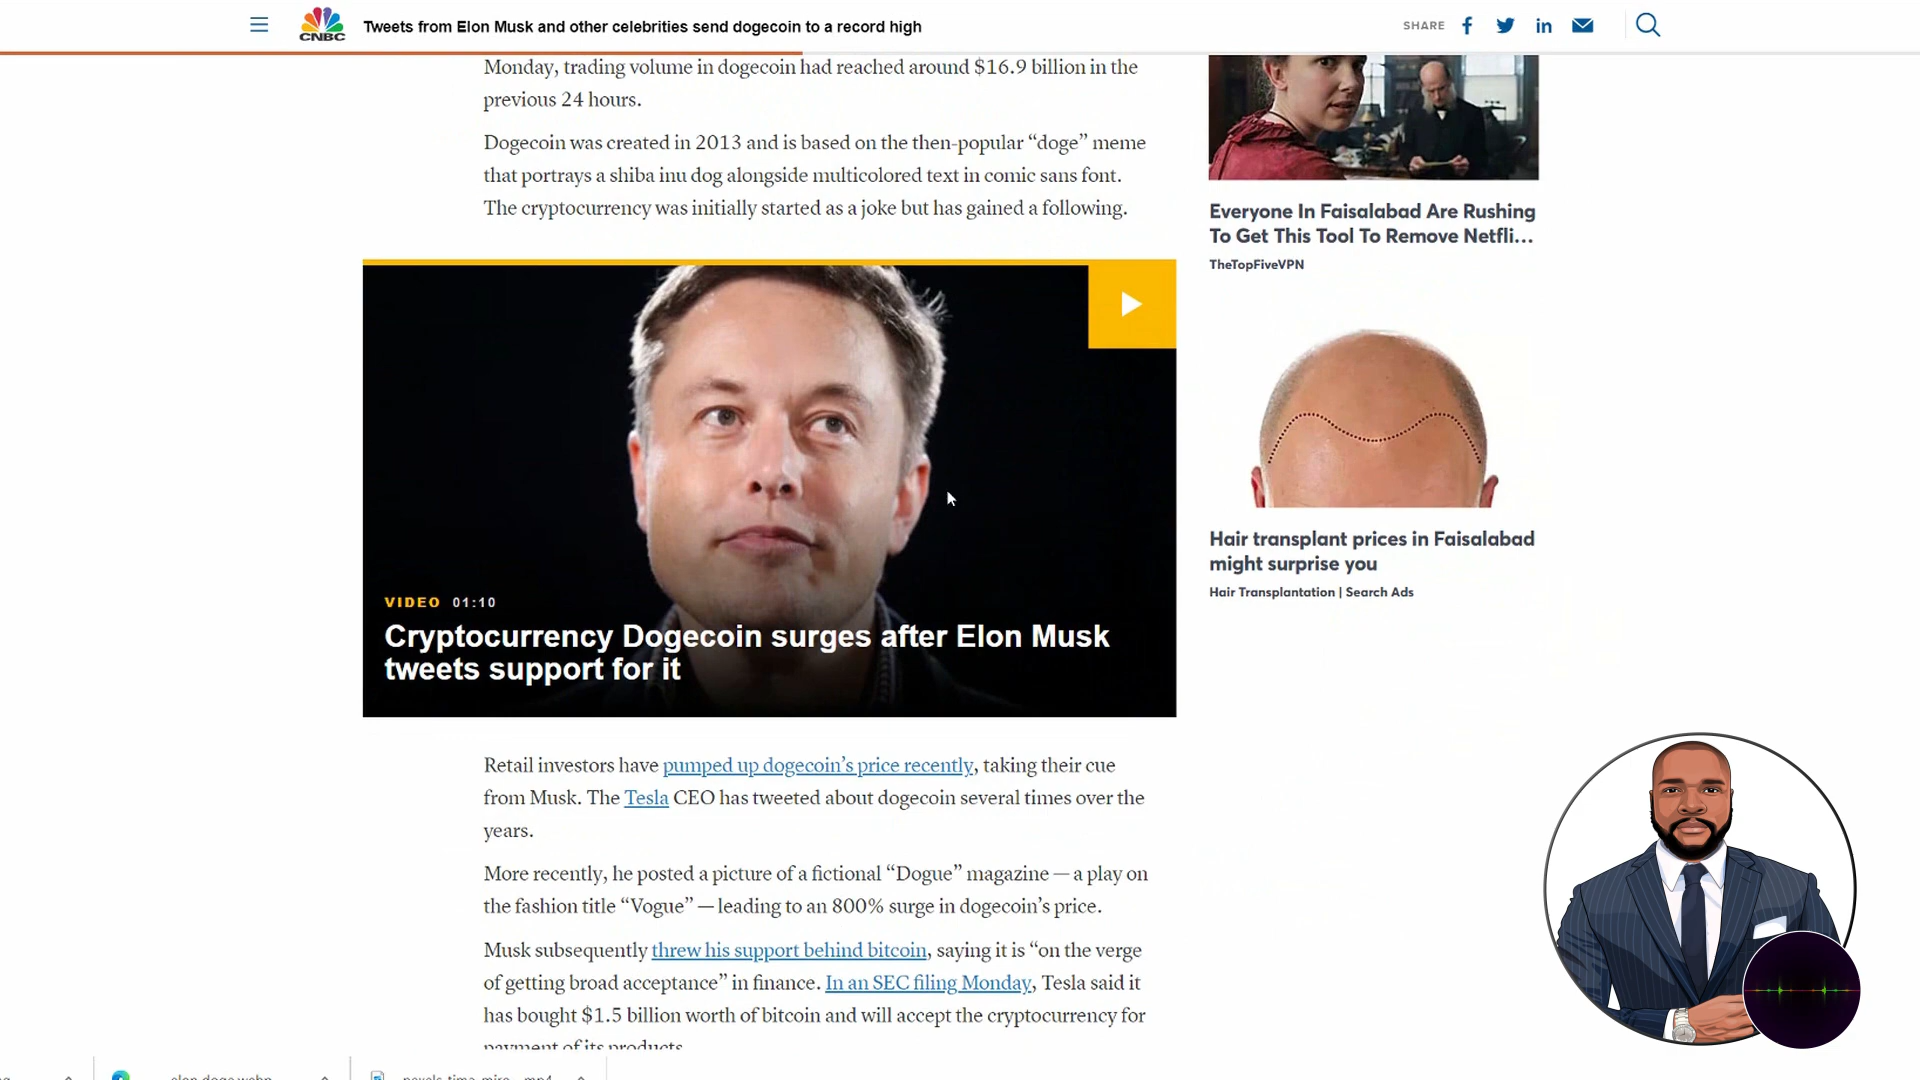 CNBC
Tweets from Elon Musk and other celebrities send dogecoin to a record high
SHARE
Monday, trading volume in dogecoin had reached around $16.9 billion in the
previous 24 hours.
Dogecoin was created in 2013 and is based on the then-popular “doge” meme
that portrays a shiba inu dog alongside multicolored text in comic sans font.
The cryptocurrency was initially started as a joke but has gained a following.
VIDEO 01:10
Cryptocurrency Dogecoin surges after Elon Musk
tweets support for it
Retail investors have pumped up dogecoin’s price recently, taking their cue
from Musk. The Tesla CEO has tweeted about dogecoin several times over the
years.
More recently, he posted a picture of a fictional “Dogue” magazine — a play on
the fashion title “Vogue” — leading to an 800% surge in dogecoin’s price.
Musk subsequently threw his support behind bitcoin, saying it is “on the verge
of getting broad acceptance” in finance. In an SEC filing Monday, Tesla said it
has bought $1.5 billion worth of bitcoin and will accept the cryptocurrency for
payment of its products
Everyone In Faisalabad Are Rushing
To Get This Tool To Remove Netfli...
TheTopFiveVPN
Hair transplant prices in Faisalabad
might surprise you
Hair Transplantation | Search Ads